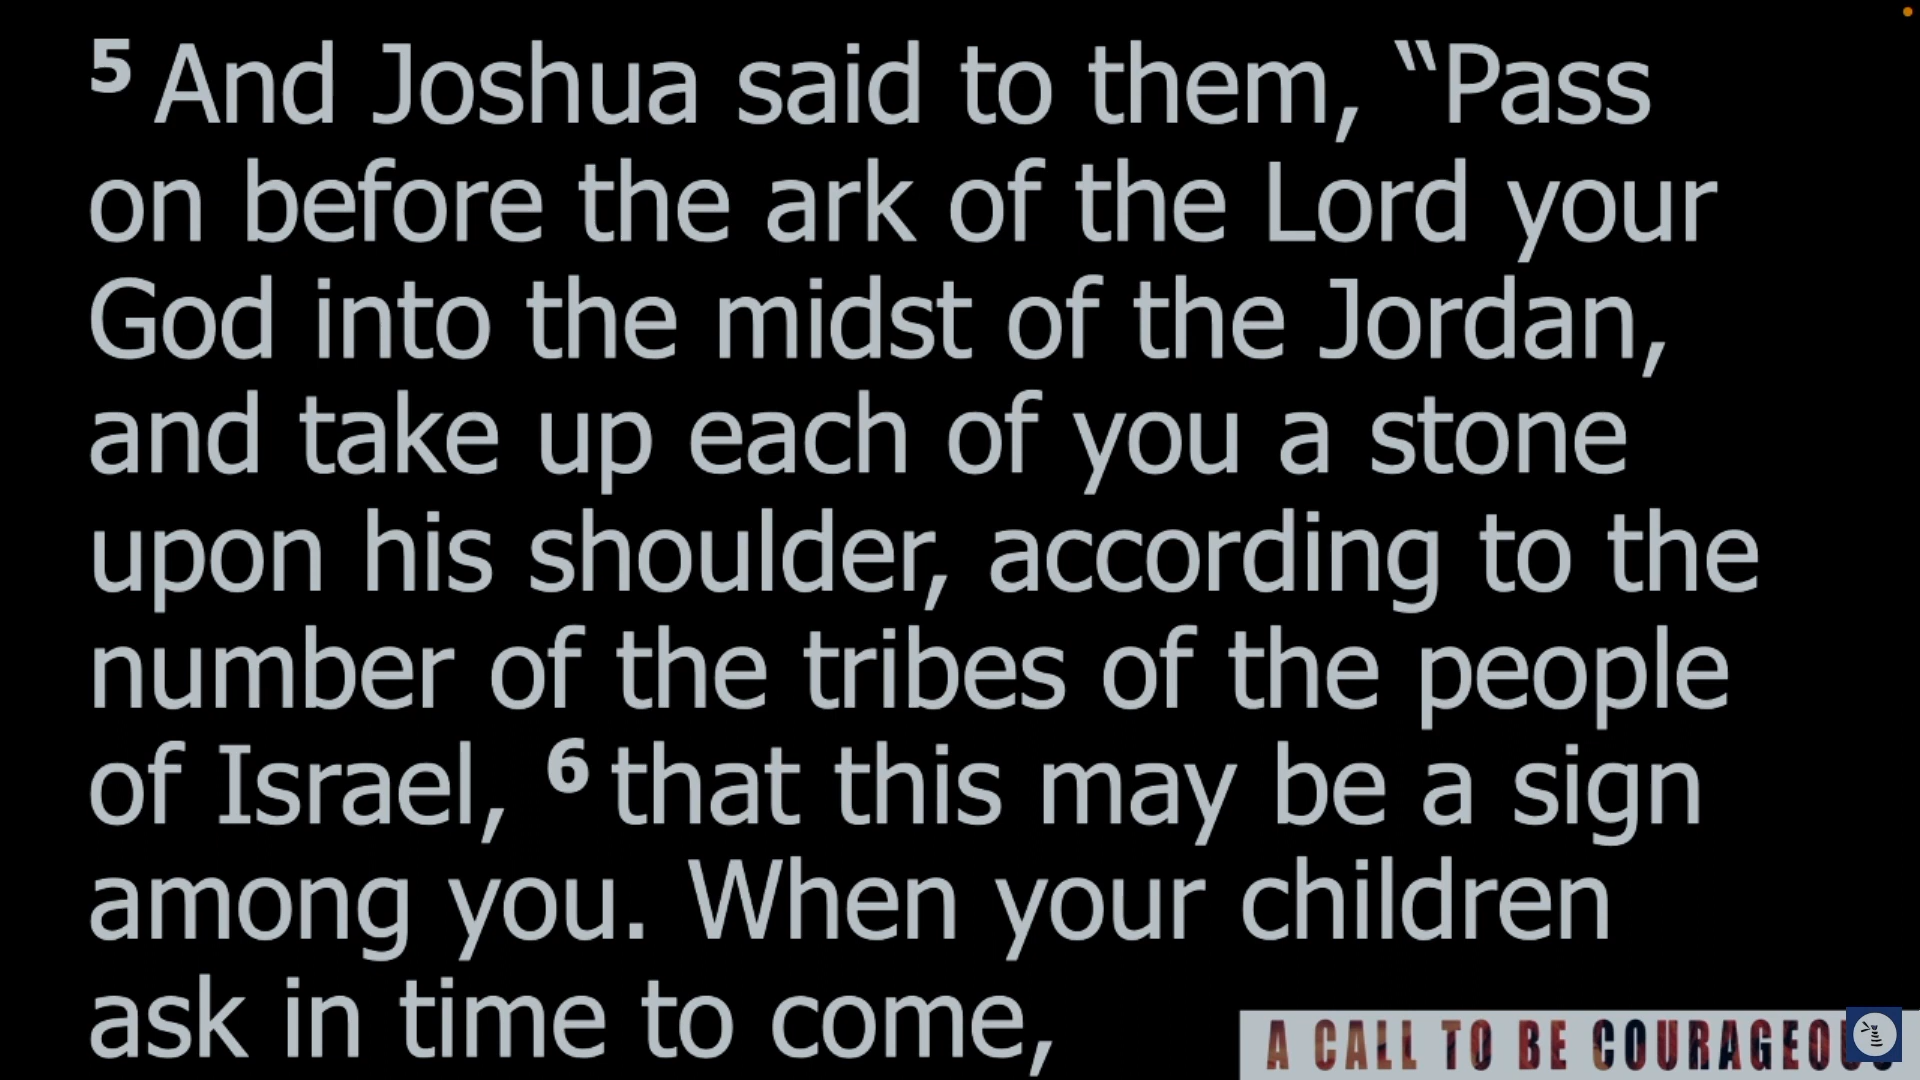 5 And Joshua said to them, “Pass
on before the ark of the Lord your
God into the midst of the Jordan,
and take up each of you a stone
upon his shoulder, according to the
number of the tribes of the people
of Israel, 6 that this may be a sign
among you. When your children
ask in time to come,
A CALL TO BE COURAGEOUS